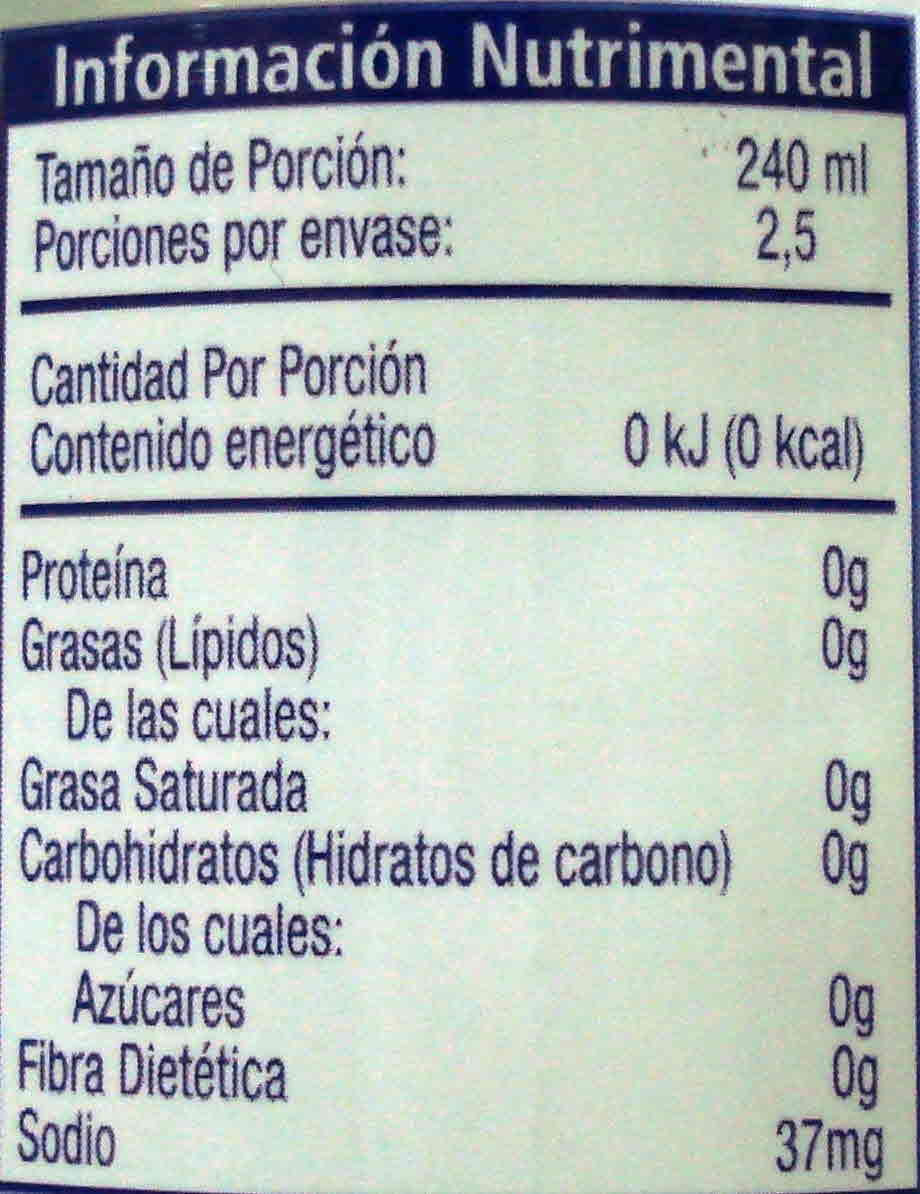 Información Nutrimental
Tamaño de Porción: 240 ml
Porciones por envase: 2,5
Cantidad Por Porción
Contenido energético 0 kJ (0 kcal)
Proteína 0g
Grasas (Lípidos) 0g
De las cuales:
Grasa Saturada 0g
Carbohidratos (Hidratos de carbono) 0g
De los cuales:
Azúcares 0g
Fibra Dietética 0g
Sodio 37mg